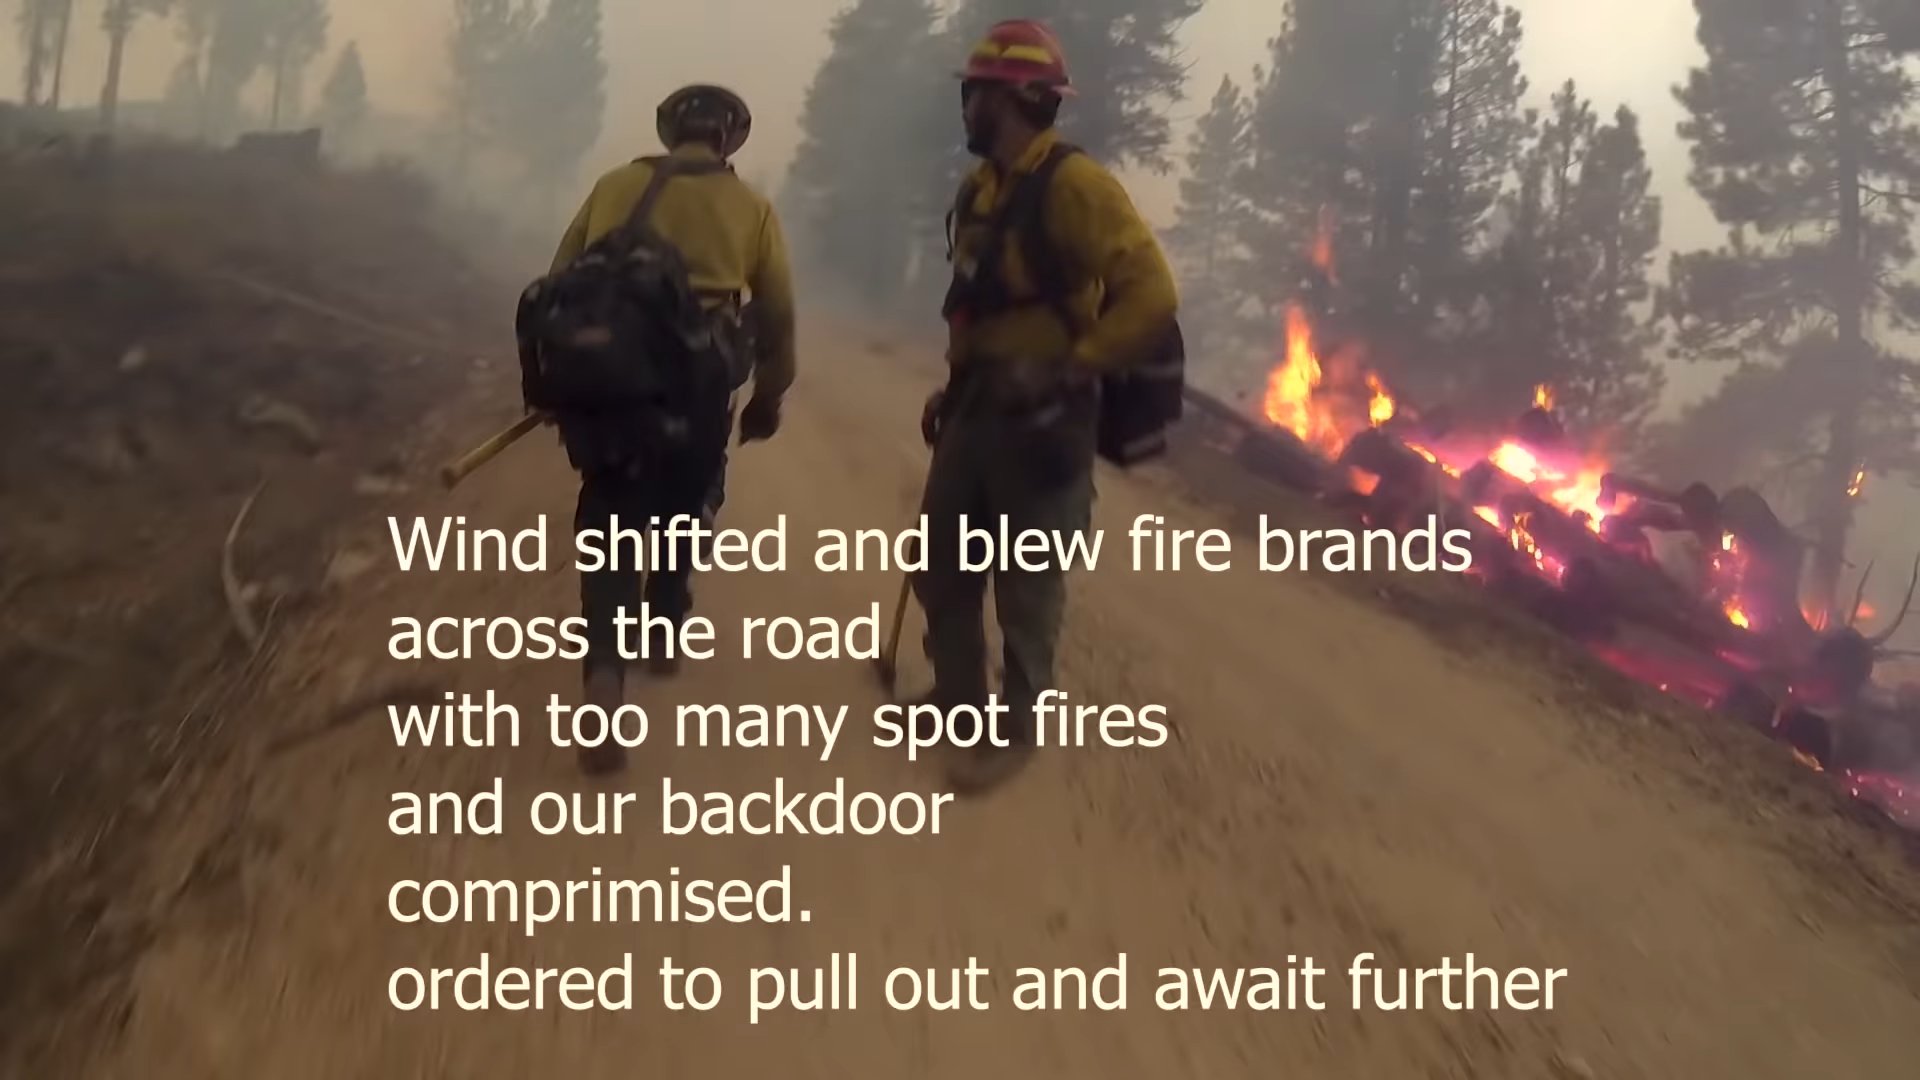 Wind shifted and blew fire brands
across the road
with too many spot fires
and our backdoor
comprimised.
ordered to pull out and await further